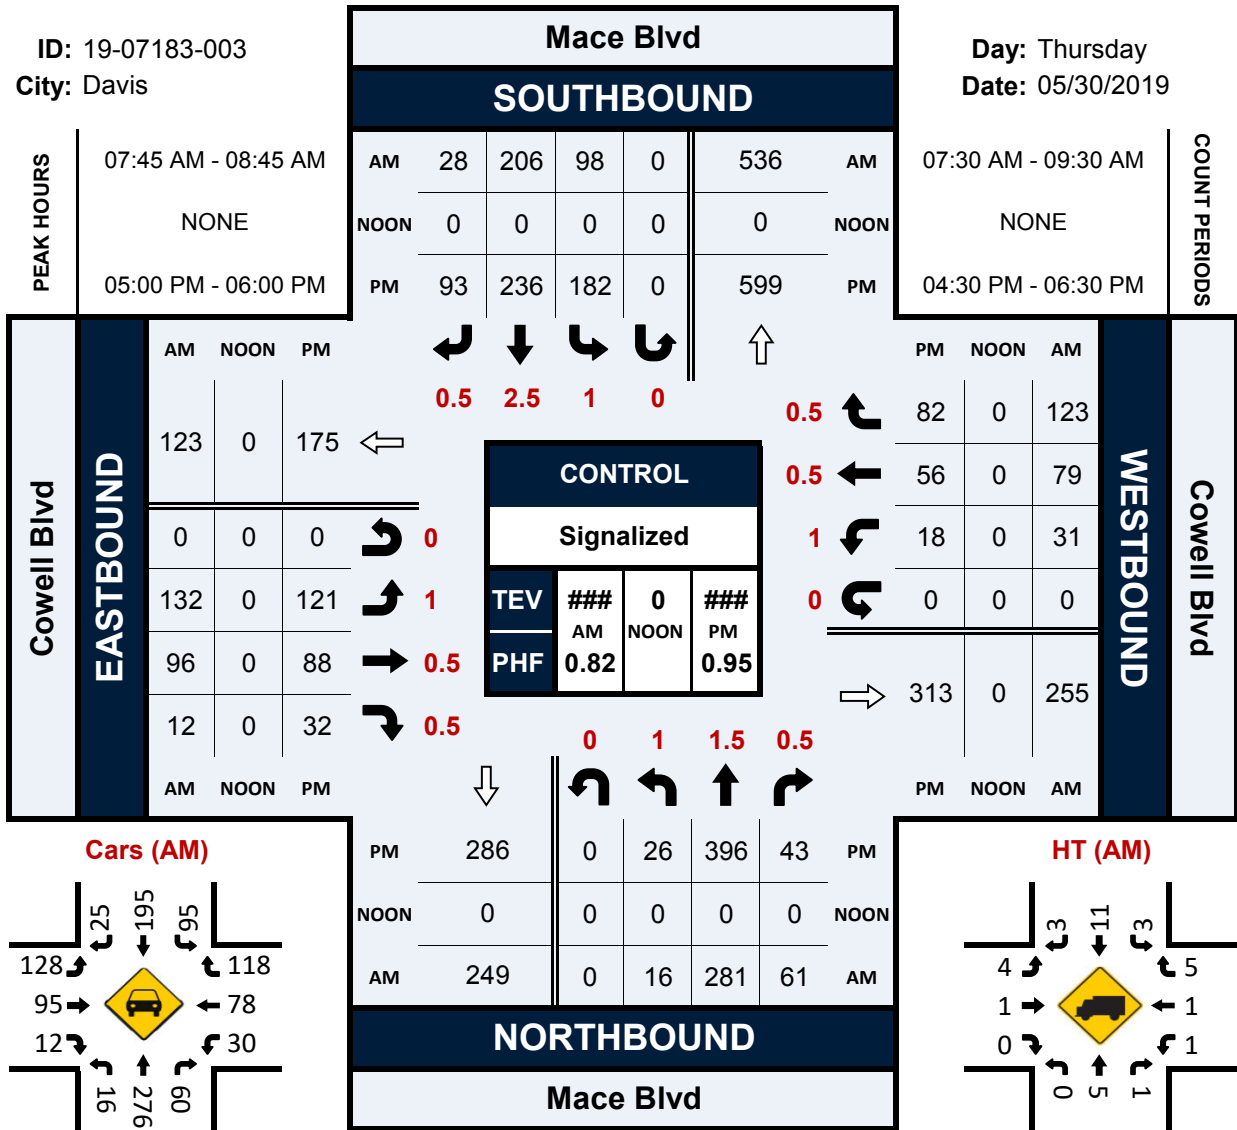 ID: 19-07183-003
City: Davis
Mace Blvd
SOUTHBOUND
Day: Thursday
Date: 05/30/2019
PEAK HOURS
07:45 AM - 08:45 AM
NONE
05:00 PM - 06:00 PM
AM 28 206 98 0 536 AM
NOON 0 0 0 0 0 NOON
PM 93 236 182 0 599 PM
07:30 AM - 09:30 AM
NONE
04:30 PM - 06:30 PM
COUNT PERIODS
0.5 2.5 1 0
Cowell Blvd
EASTBOUND
AM NOON PM
123 0 175
0 0 0 0
132 0 121 1
96 0 88 0.5
12 0 32 0.5
AM NOON PM
CONTROL
Signalized
TEV ### 0 ###
AM NOON PM
PHF 0.82 0.95
PM NOON AM
0.5 82 0 123
0.5 56 0 79
1 18 0 31
0 0 0 0
313 0 255
PM NOON AM
WESTBOUND
Cowell Blvd
0 1 1.5 0.5
PM 286 0 26 396 43 PM
NOON 0 0 0 0 0 NOON
AM 249 0 16 281 61 AM
NORTHBOUND
Mace Blvd
Cars (AM)
25 195 95
128 118
95 78
12 30
16 276 60
HT (AM)
3 11 3
4 5
1 1
0 1
0 5 1